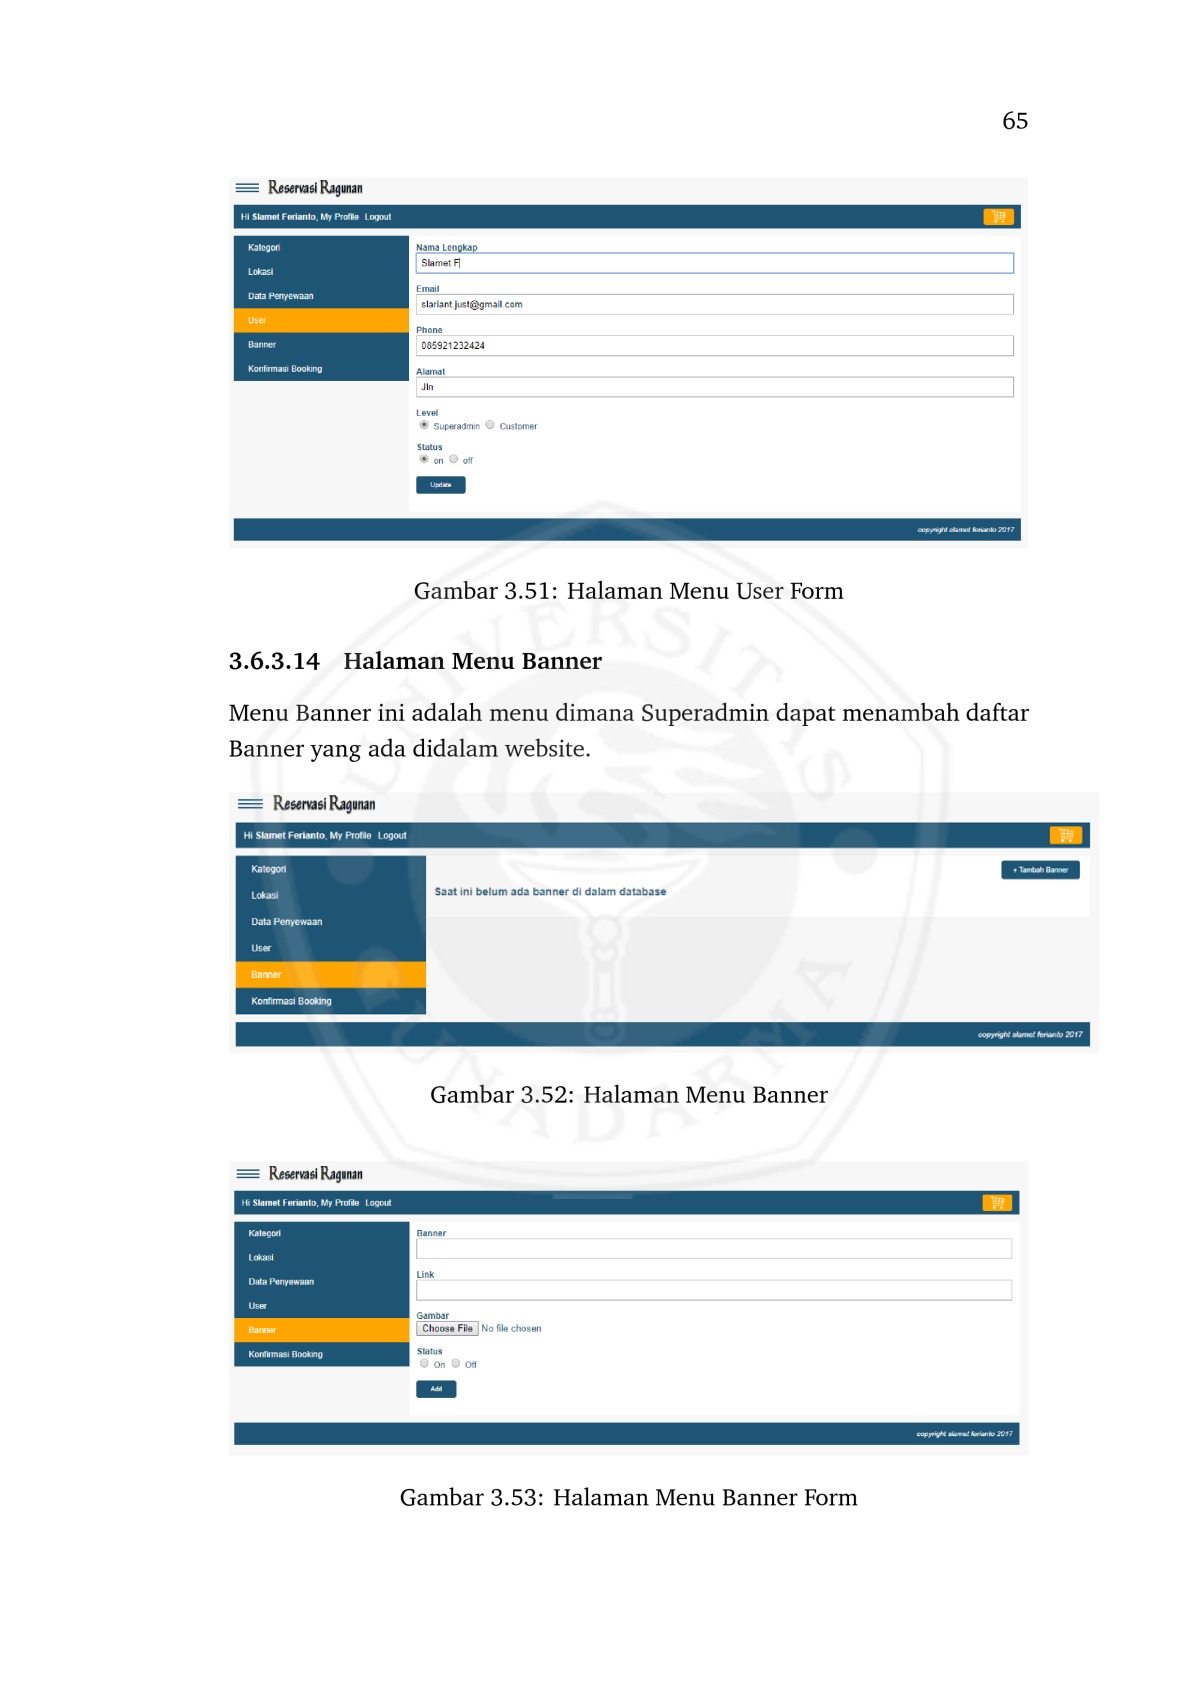 65
Reservasi Ragunan
Hi Slamet Ferianto, My Profile Logout
Kategori
Lokasi
Data Penyewaan
User
Banner
Konfirmasi Booking
Nama Lengkap
Slamet F
Email
slariant.just@gmail.com
Phone
085921232424
Alamat
Jln
Level
Superadmin Customer
Status
on off
Update
copyright slamet ferianto 2017
Gambar 3.51: Halaman Menu User Form
3.6.3.14 Halaman Menu Banner
Menu Banner ini adalah menu dimana Superadmin dapat menambah daftar
Banner yang ada didalam website.
Reservasi Ragunan
Hi Slamet Ferianto, My Profile Logout
Kategori
Lokasi
Data Penyewaan
User
Banner
Konfirmasi Booking
+ Tambah Banner
Saat ini belum ada banner di dalam database
copyright slamet ferianto 2017
Gambar 3.52: Halaman Menu Banner
Reservasi Ragunan
Hi Slamet Ferianto, My Profile Logout
Kategori
Lokasi
Data Penyewaan
User
Banner
Konfirmasi Booking
Banner
Link
Gambar
Choose File No file chosen
Status
On Off
Add
copyright slamet ferianto 2017
Gambar 3.53: Halaman Menu Banner Form
UNIVERSITAS
GUNADARMA